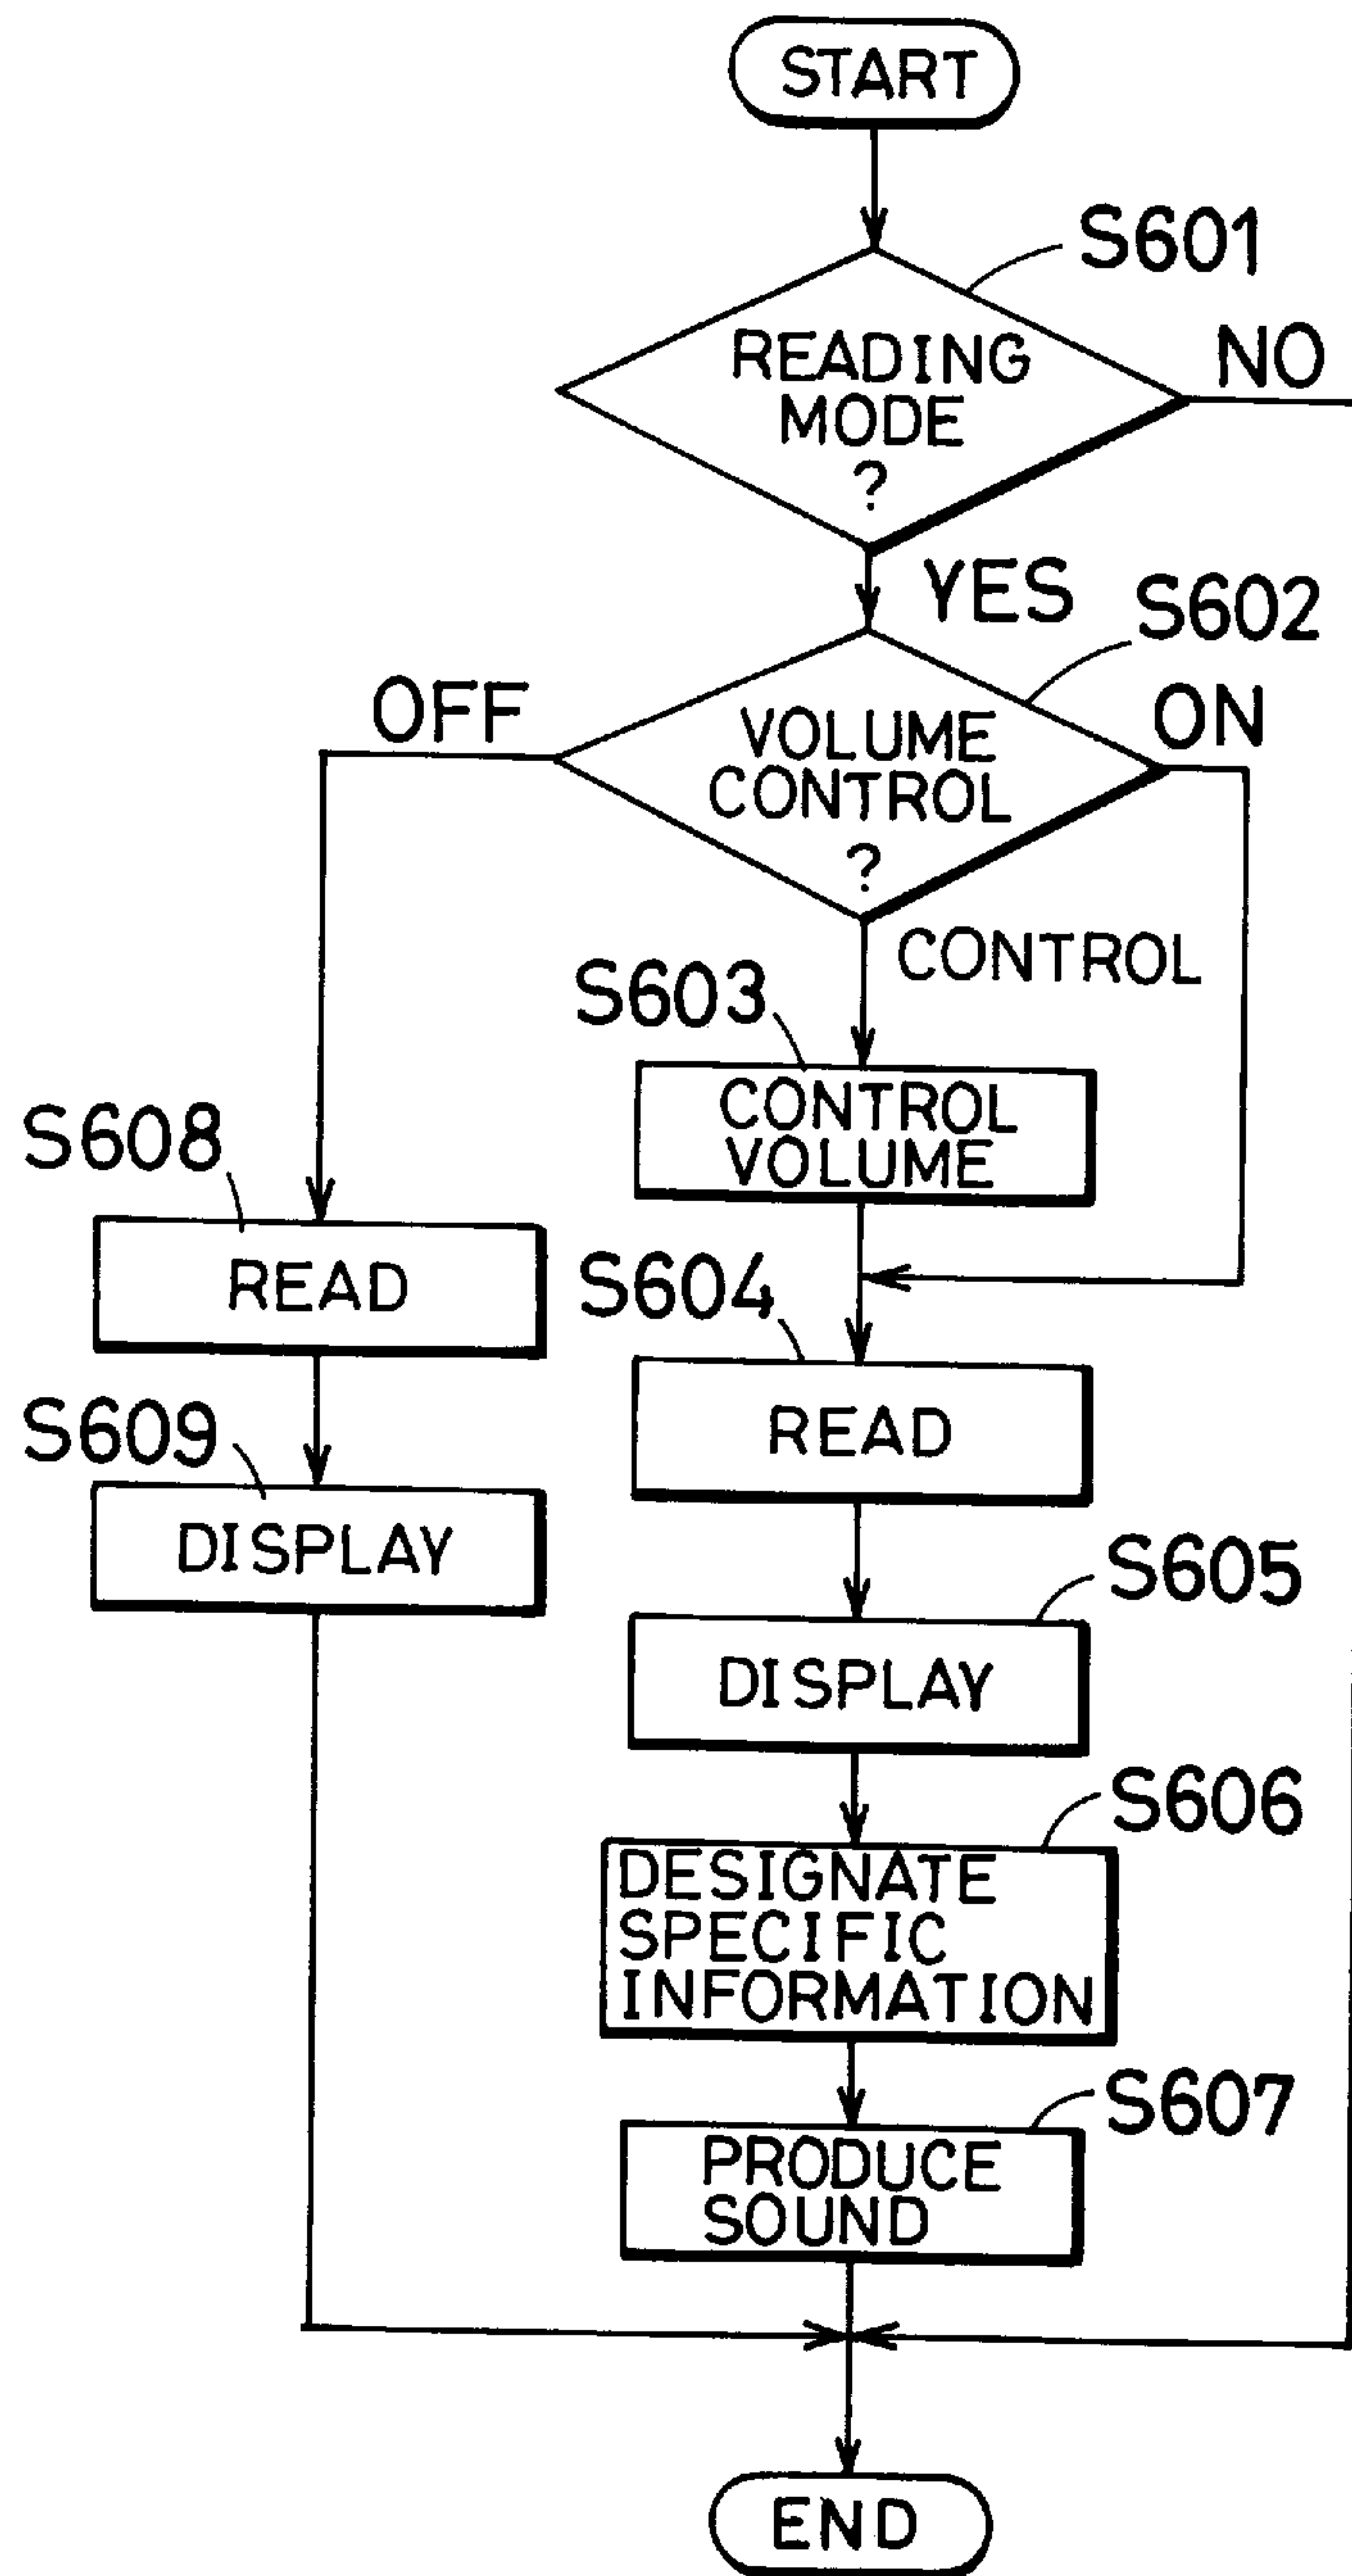 START
S601
READING
MODE
?
NO
YES
S602
OFF
VOLUME
CONTROL
?
ON
CONTROL
S603
CONTROL
VOLUME
S608
READ
S604
READ
S609
DISPLAY
S605
DISPLAY
S606
DESIGNATE
SPECIFIC
INFORMATION
S607
PRODUCE
SOUND
END